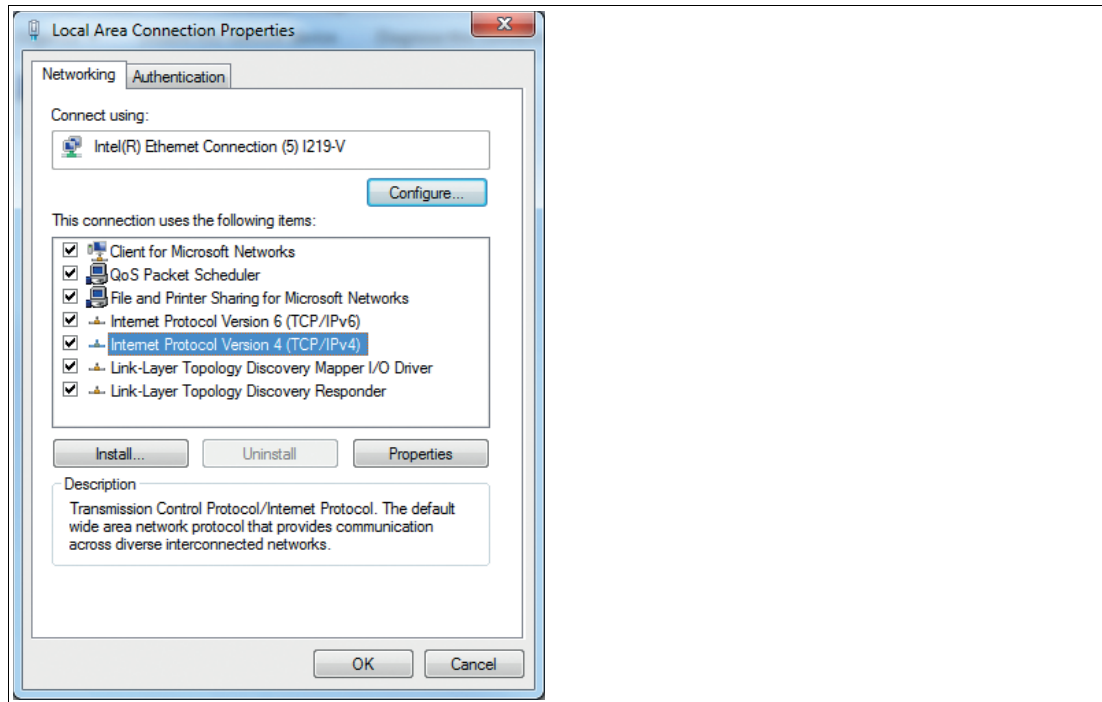 Local Area Connection Properties
Networking
Authentication
Connect using:
Intel(R) Ethernet Connection (5) I219-V
Configure...
This connection uses the following items:
Client for Microsoft Networks
QoS Packet Scheduler
File and Printer Sharing for Microsoft Networks
Internet Protocol Version 6 (TCP/IPv6)
Internet Protocol Version 4 (TCP/IPv4)
Link-Layer Topology Discovery Mapper I/O Driver
Link-Layer Topology Discovery Responder
Install...
Uninstall
Properties
Description
Transmission Control Protocol/Internet Protocol. The default
wide area network protocol that provides communication
across diverse interconnected networks.
OK
Cancel